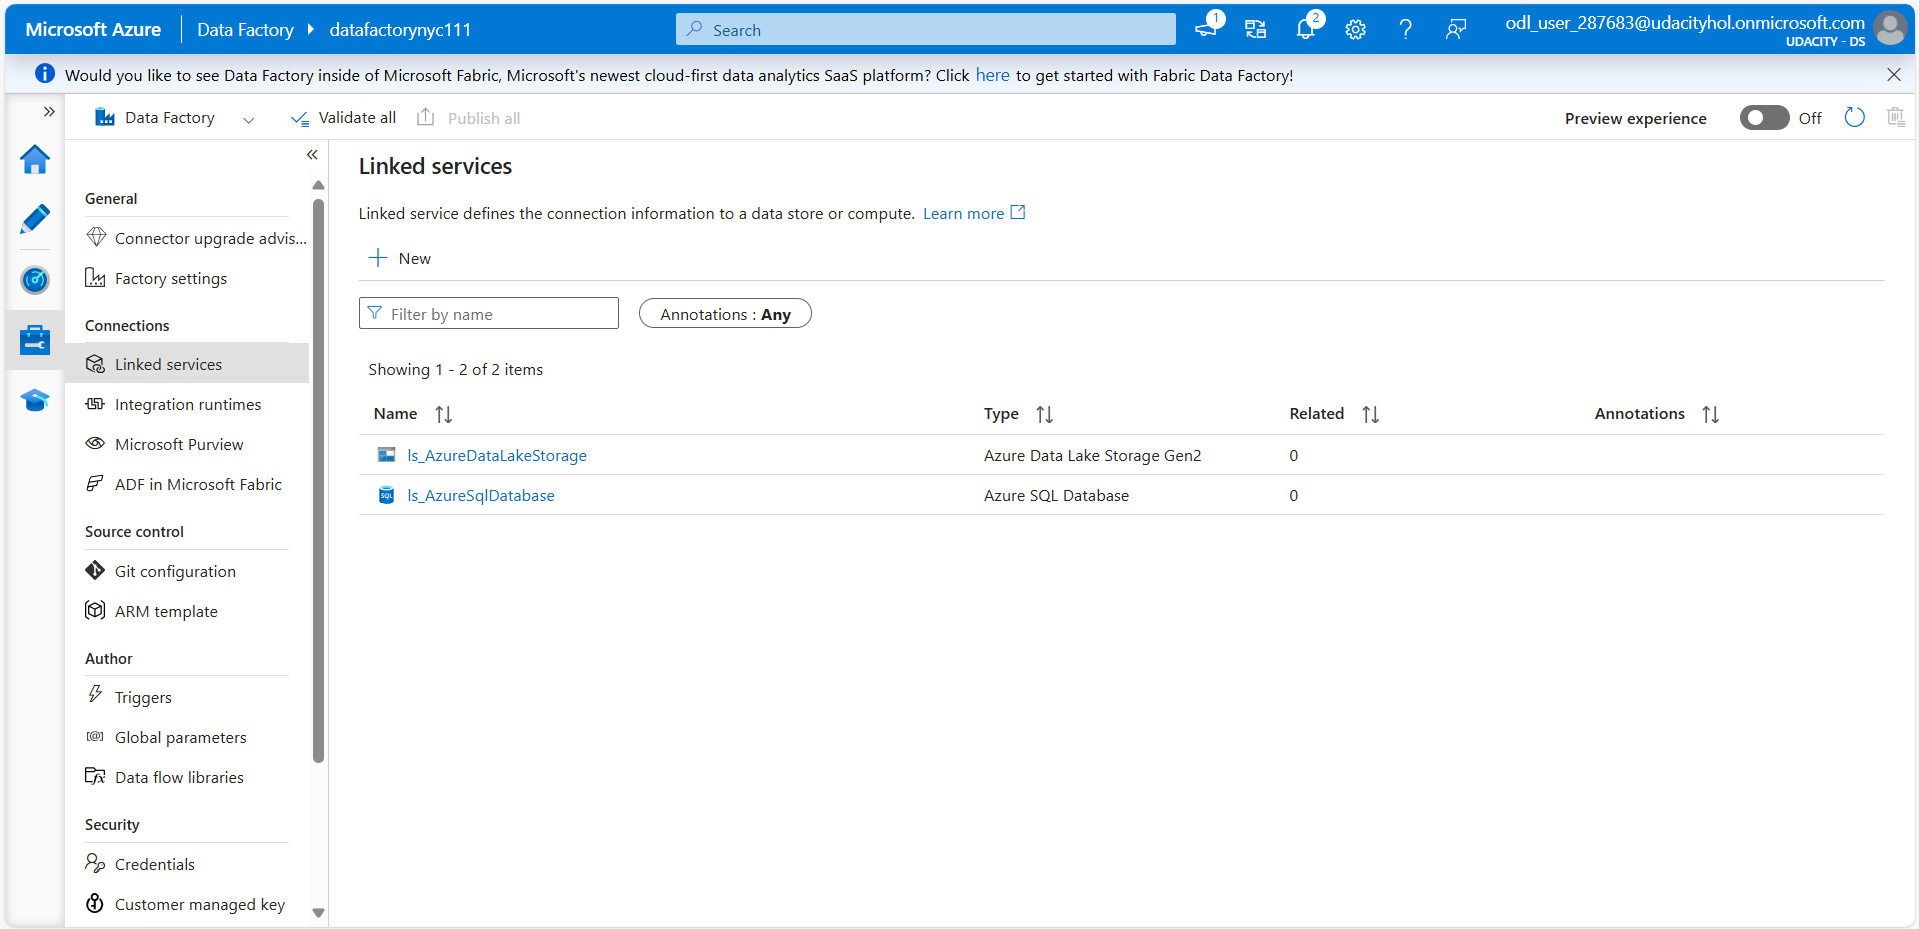 Microsoft Azure Data Factory datafactorynyc111 Search 1 2 odl_user_287683@udacityhol.onmicrosoft.com
UDACITY - DS
Would you like to see Data Factory inside of Microsoft Fabric, Microsoft's newest cloud-first data analytics SaaS platform? Click here to get started with Fabric Data Factory!
Data Factory Validate all Publish all Preview experience Off
General
Connector upgrade advis...
Factory settings
Connections
Linked services
Integration runtimes
Microsoft Purview
ADF in Microsoft Fabric
Source control
Git configuration
ARM template
Author
Triggers
Global parameters
Data flow libraries
Security
Credentials
Customer managed key
Linked services
Linked service defines the connection information to a data store or compute. Learn more
New
Filter by name Annotations : Any
Showing 1 - 2 of 2 items
Name Type Related Annotations
ls_AzureDataLakeStorage Azure Data Lake Storage Gen2 0
SQL ls_AzureSqlDatabase Azure SQL Database 0